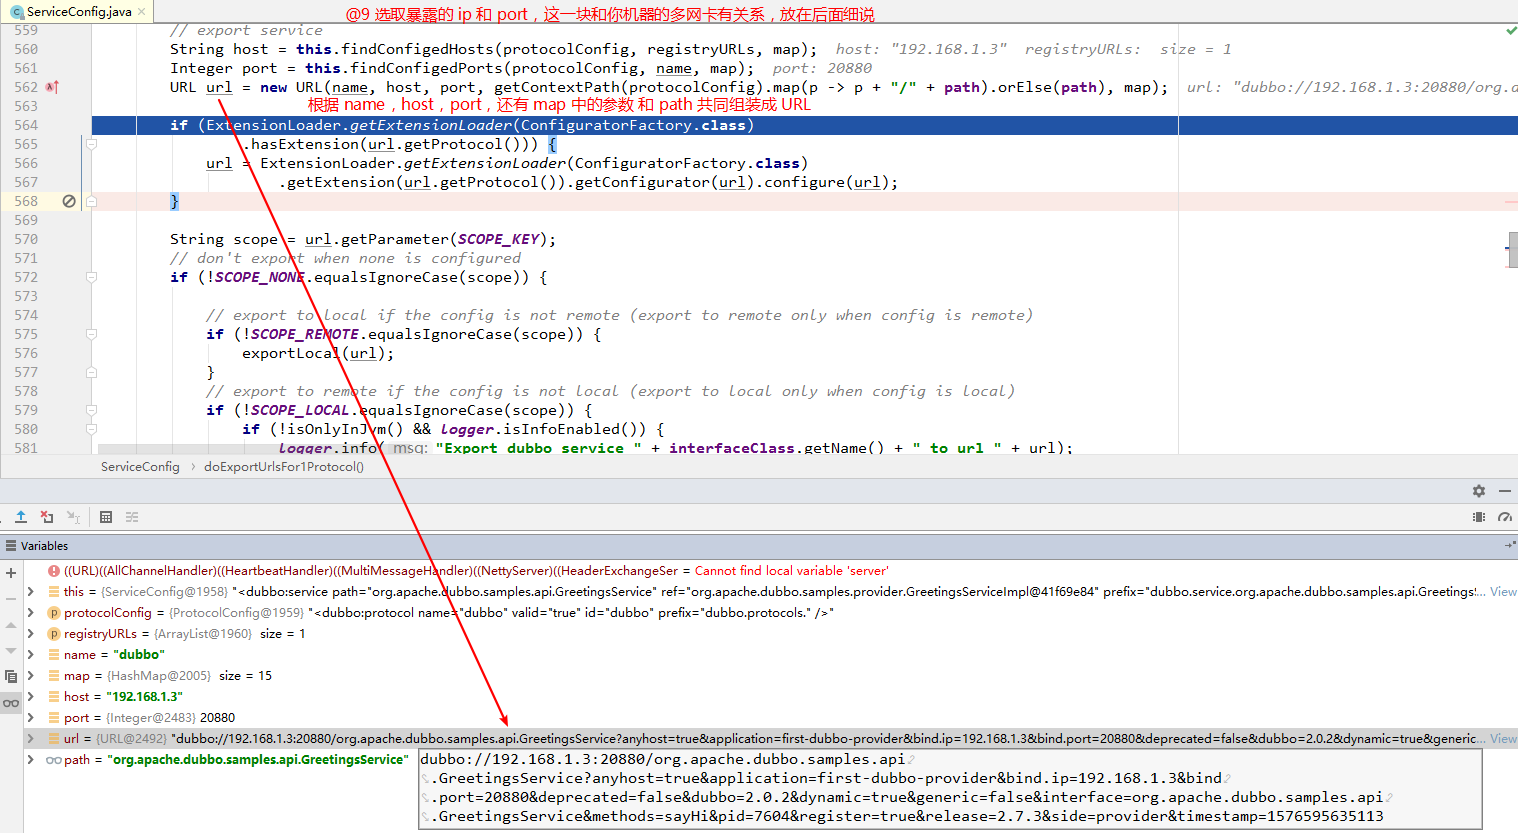 ServiceConfig.java
@9 选取暴露的 ip 和 port，这一块和你机器的多网卡有关系，放在后面细说
559 // export service
560 String host = this.findConfigedHosts(protocolConfig, registryURLs, map); host: "192.168.1.3" registryURLs: size = 1
561 Integer port = this.findConfigedPorts(protocolConfig, name, map); port: 20880
562 URL url = new URL(name, host, port, getContextPath(protocolConfig).map(p -> p + "/" + path).orElse(path), map); url: "dubbo://192.168.1.3:20880/org.a
563
根据 name，host，port，还有 map 中的参数 和 path 共同组装成 URL
564 if (ExtensionLoader.getExtensionLoader(ConfiguratorFactory.class)
565 .hasExtension(url.getProtocol())) {
566 url = ExtensionLoader.getExtensionLoader(ConfiguratorFactory.class)
567 .getExtension(url.getProtocol()).getConfigurator(url).configure(url);
568 }
569
570 String scope = url.getParameter(SCOPE_KEY);
571 // don't export when none is configured
572 if (!SCOPE_NONE.equalsIgnoreCase(scope)) {
573
574 // export to local if the config is not remote (export to remote only when config is remote)
575 if (!SCOPE_REMOTE.equalsIgnoreCase(scope)) {
576 exportLocal(url);
577 }
578 // export to remote if the config is not local (export to local only when config is local)
579 if (!SCOPE_LOCAL.equalsIgnoreCase(scope)) {
580 if (!isOnlyInJvm() && logger.isInfoEnabled()) {
581 logger.info( msg: "Export dubbo service " + interfaceClass.getName() + " to url " + url);
ServiceConfig › doExportUrlsFor1Protocol()
Variables
((URL)((AllChannelHandler)((HeartbeatHandler)((MultiMessageHandler)((NettyServer)((HeaderExchangeSer = Cannot find local variable 'server'
this = {ServiceConfig@1958} "<dubbo:service path="org.apache.dubbo.samples.api.GreetingsService" ref="org.apache.dubbo.samples.provider.GreetingsServiceImpl@41f69e84" prefix="dubbo.service.org.apache.dubbo.samples.api.Greetings!... View
protocolConfig = {ProtocolConfig@1959} "<dubbo:protocol name="dubbo" valid="true" id="dubbo" prefix="dubbo.protocols." />"
registryURLs = {ArrayList@1960} size = 1
name = "dubbo"
map = {HashMap@2005} size = 15
host = "192.168.1.3"
port = {Integer@2483} 20880
url = {URL@2492} "dubbo://192.168.1.3:20880/org.apache.dubbo.samples.api.GreetingsService?anyhost=true&application=first-dubbo-provider&bind.ip=192.168.1.3&bind.port=20880&deprecated=false&dubbo=2.0.2&dynamic=true&generic... View
path = "org.apache.dubbo.samples.api.GreetingsService"
dubbo://192.168.1.3:20880/org.apache.dubbo.samples.api
.GreetingsService?anyhost=true&application=first-dubbo-provider&bind.ip=192.168.1.3&bind
.port=20880&deprecated=false&dubbo=2.0.2&dynamic=true&generic=false&interface=org.apache.dubbo.samples.api
.GreetingsService&methods=sayHi&pid=7604&register=true&release=2.7.3&side=provider&timestamp=1576595635113